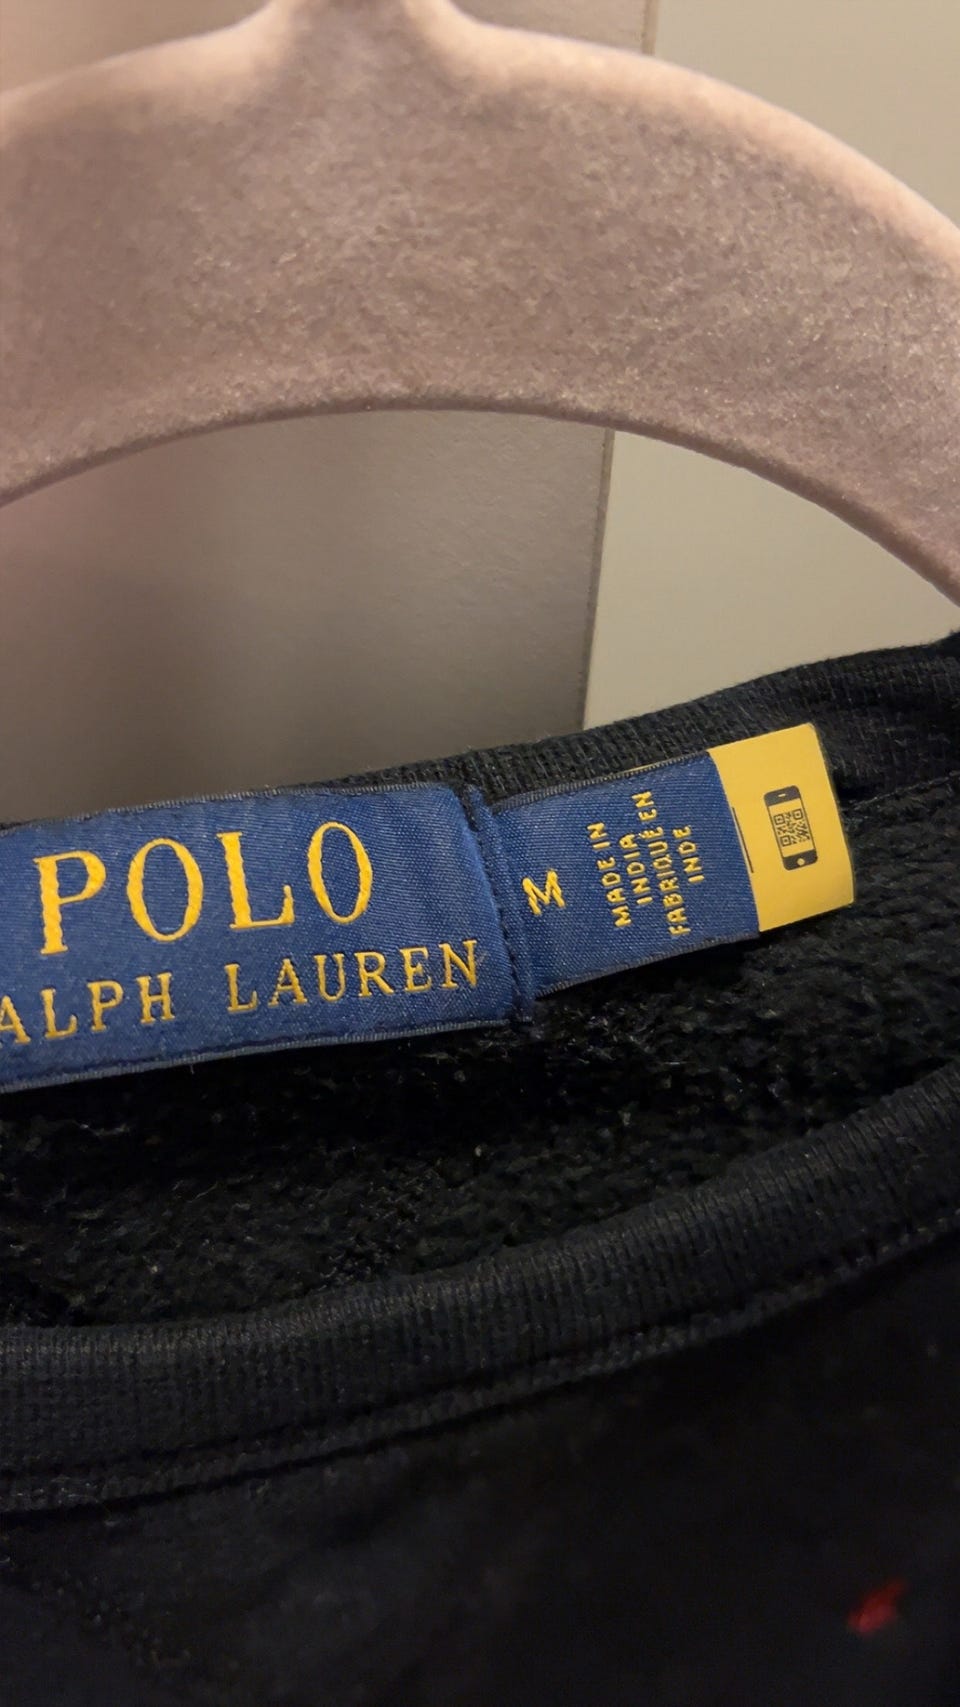 POLO
ALPH LAUREN
M
MADE IN
INDIA
FABRIQUÉ EN
INDE